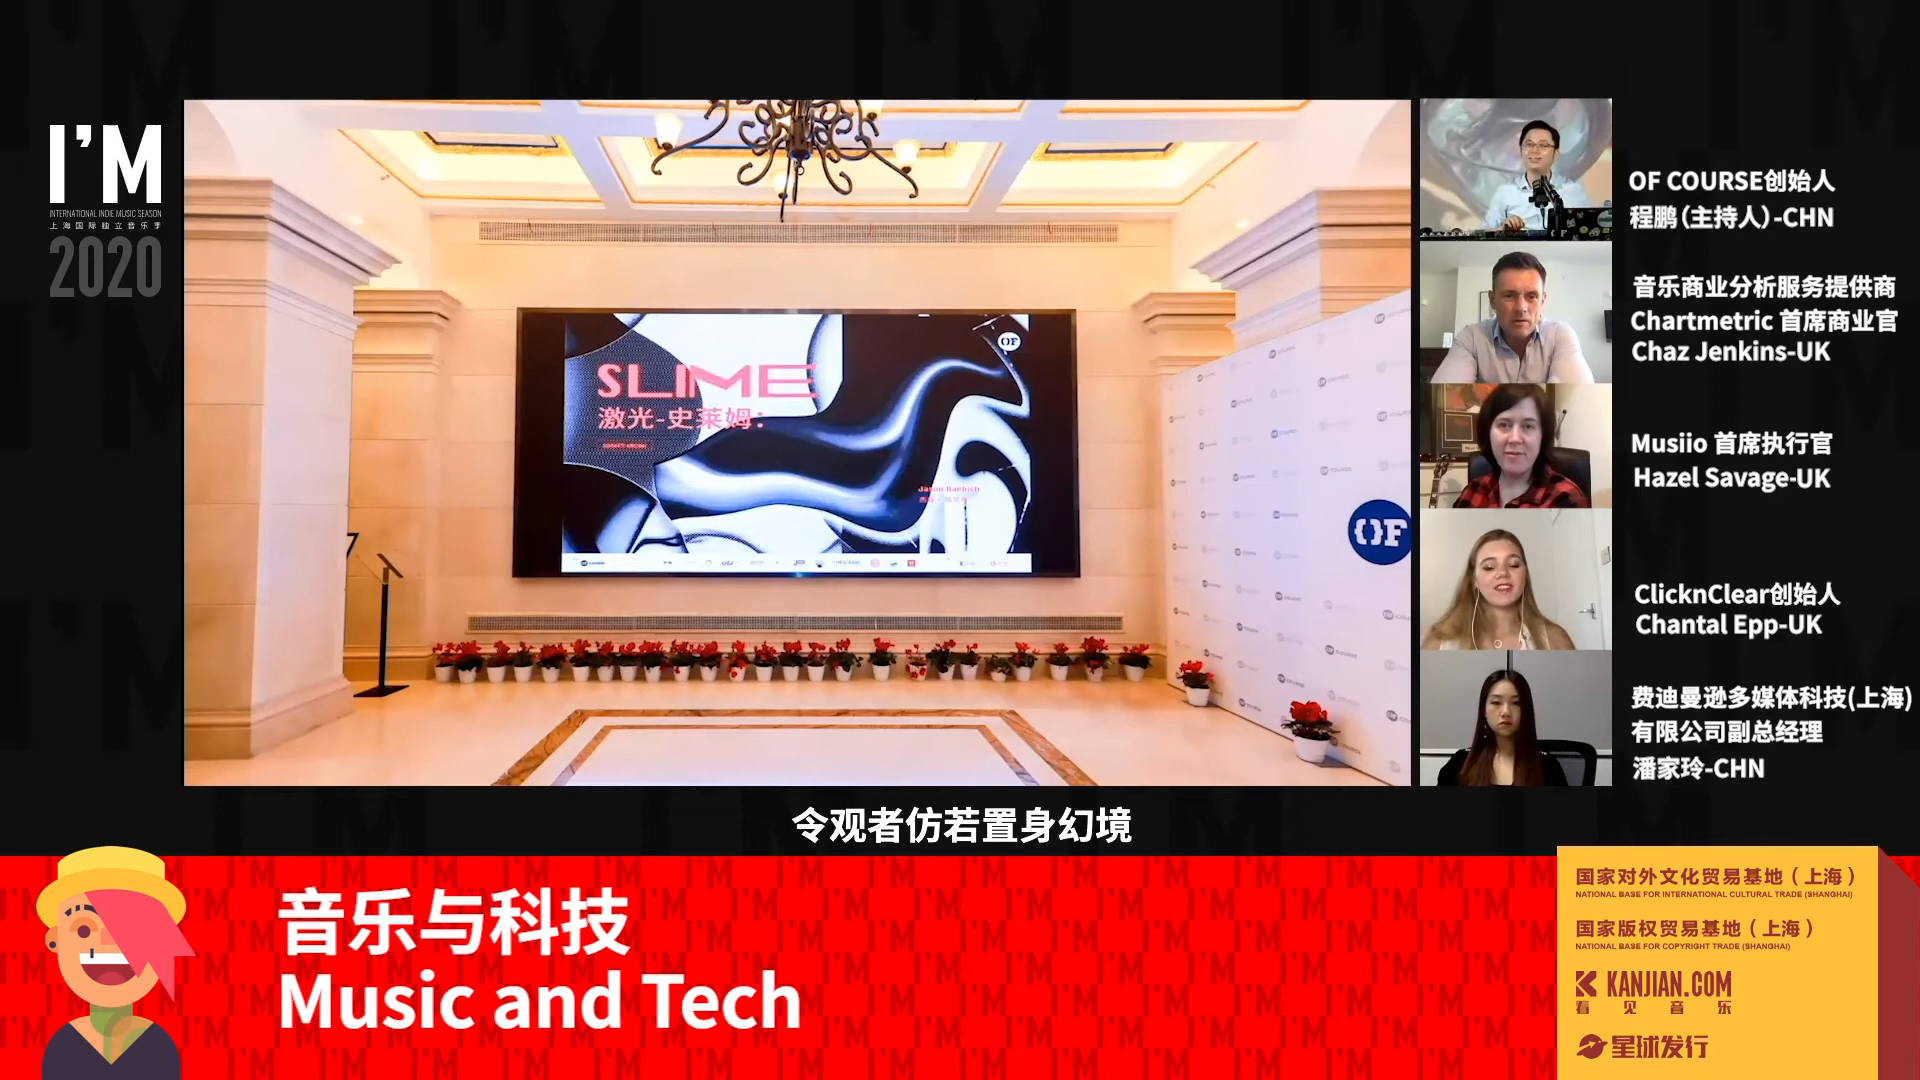 I'M
INTERNATIONAL INDIE MUSIC SEASON
上海国际独立音乐季
2020
SLIME
激光-史莱姆:
Jason Haebich
OF
OF
OF COURSE创始人
程鹏(主持人)-CHN
音乐商业分析服务提供商
Chartmetric 首席商业官
Chaz Jenkins-UK
Musiio 首席执行官
Hazel Savage-UK
ClicknClear创始人
Chantal Epp-UK
费迪曼逊多媒体科技(上海)
有限公司副总经理
潘家玲-CHN
令观者仿若置身幻境
音乐与科技
Music and Tech
国家对外文化贸易基地(上海)
NATIONAL BASE FOR INTERNATIONAL CULTURAL TRADE (SHANGHAI)
国家版权贸易基地(上海)
NATIONAL BASE FOR COPYRIGHT TRADE (SHANGHAI)
KANJIAN.COM
看见音乐
星球发行